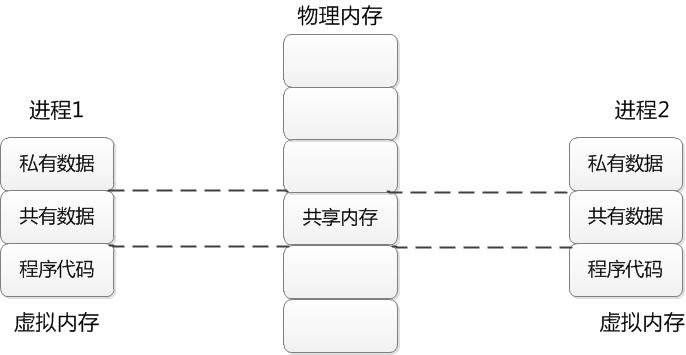 物理内存
进程1
进程2
私有数据
私有数据
共有数据
共享内存
共有数据
程序代码
程序代码
虚拟内存
虚拟内存